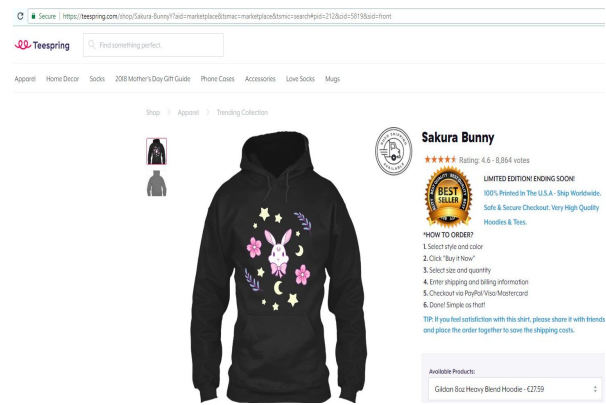 Secure | https://teespring.com/shop/Sakura-BunnyY?aid=marketplace&tsmac=marketplace&tsmic=search#pid=212&cid=5819&sid=front
Teespring
Find something perfect.
Apparel Home Decor Socks 2018 Mother's Day Gift Guide Phone Cases Accessories Love Socks Mugs
Shop > Apparel > Trending Collection
Sakura Bunny
Rating: 4.6 - 8,864 votes
BEST
SELLER
LIMITED EDITION! ENDING SOON!
100% Printed In The U.S.A - Ship Worldwide.
Safe & Secure Checkout. Very High Quality
Hoodies & Tees.
*HOW TO ORDER?
1. Select style and color
2. Click "Buy it Now"
3. Select size and quantity
4. Enter shipping and billing information
5. Checkout via PayPal/Visa/Mastercard
6. Done! Simple as that!
TIP: If you feel satisfiction with this shirt, please share it with friends
and place the order together to save the shipping costs.
Available Products:
Gildan 8oz Heavy Blend Hoodie - €27.59